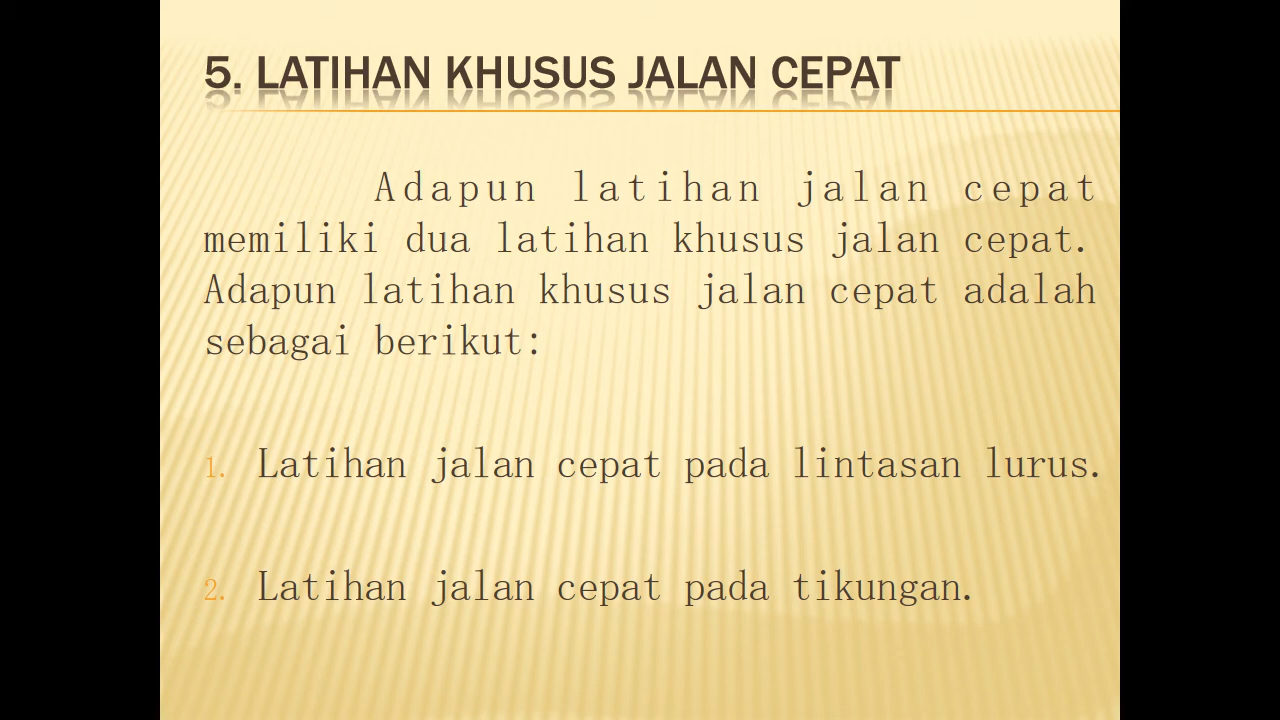 5. LATIHAN KHUSUS JALAN CEPAT
Adapun latihan jalan cepat
memiliki dua latihan khusus jalan cepat.
Adapun latihan khusus jalan cepat adalah
sebagai berikut:
1. Latihan jalan cepat pada lintasan lurus.
2. Latihan jalan cepat pada tikungan.